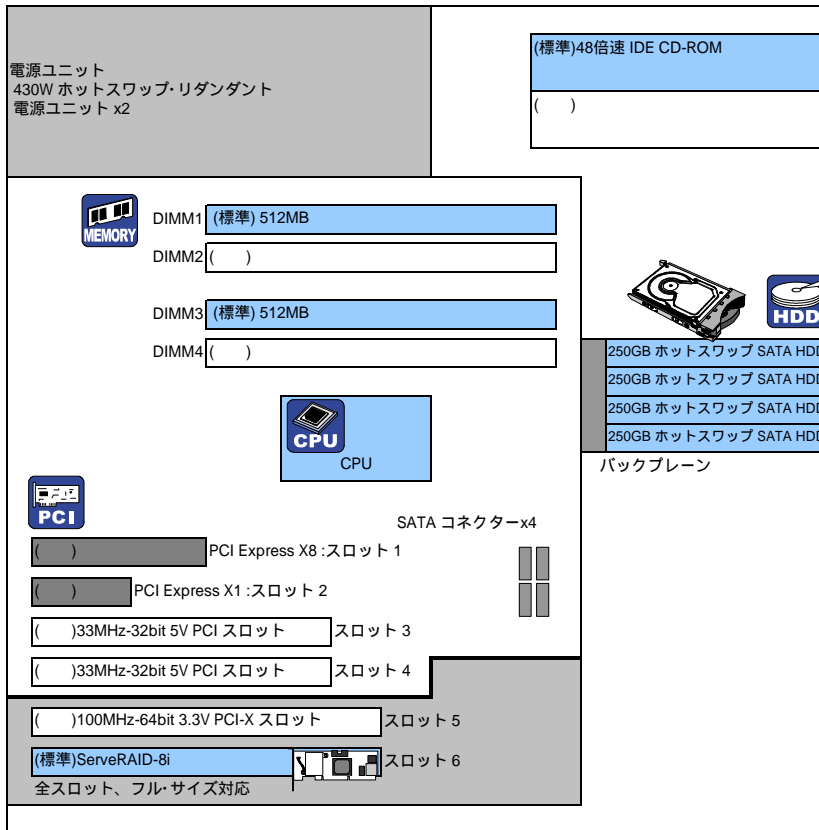 電源ユニット
430W ホットスワップ･リダンダント
電源ユニット x2
(標準)48倍速 IDE CD-ROM
(　　)
MEMORY
DIMM1 (標準) 512MB
DIMM2 (　　)
DIMM3 (標準) 512MB
DIMM4 (　　)
HDD
250GB ホットスワップ SATA HDD
250GB ホットスワップ SATA HDD
250GB ホットスワップ SATA HDD
250GB ホットスワップ SATA HDD
バックプレーン
CPU
CPU
PCI
SATA コネクターx4
(　　) PCI Express X8 :スロット 1
(　　) PCI Express X1 :スロット 2
(　　)33MHz-32bit 5V PCI スロット スロット 3
(　　)33MHz-32bit 5V PCI スロット スロット 4
(　　)100MHz-64bit 3.3V PCI-X スロット スロット 5
(標準)ServeRAID-8i スロット 6
全スロット、フル･サイズ対応